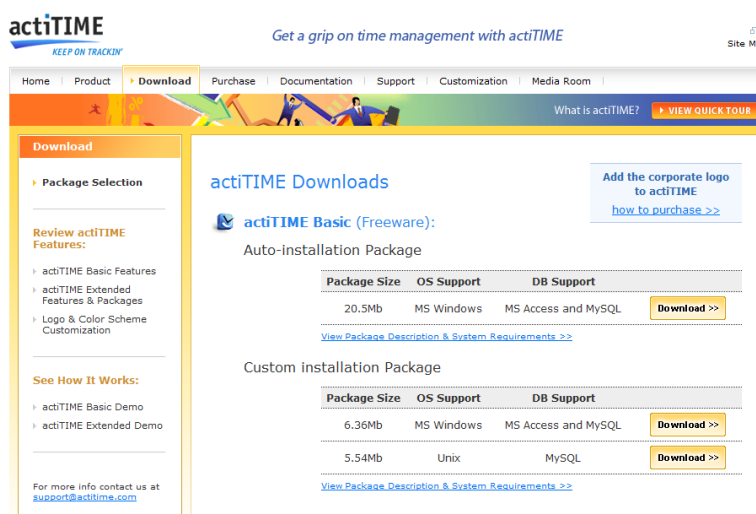 actiTIME
KEEP ON TRACKIN'
Get a grip on time management with actiTIME
Site M
Home Product Download Purchase Documentation Support Customization Media Room
What is actiTIME? VIEW QUICK TOUR
Download
Package Selection
Review actiTIME
Features:
actiTIME Basic Features
actiTIME Extended
Features & Packages
Logo & Color Scheme
Customization
See How It Works:
actiTIME Basic Demo
actiTIME Extended Demo
For more info contact us at
support@actitime.com
actiTIME Downloads
Add the corporate logo
to actiTIME
how to purchase >>
actiTIME Basic (Freeware):
Auto-installation Package
Package Size OS Support DB Support
20.5Mb MS Windows MS Access and MySQL Download >>
View Package Description & System Requirements >>
Custom installation Package
Package Size OS Support DB Support
6.36Mb MS Windows MS Access and MySQL Download >>
5.54Mb Unix MySQL Download >>
View Package Description & System Requirements >>